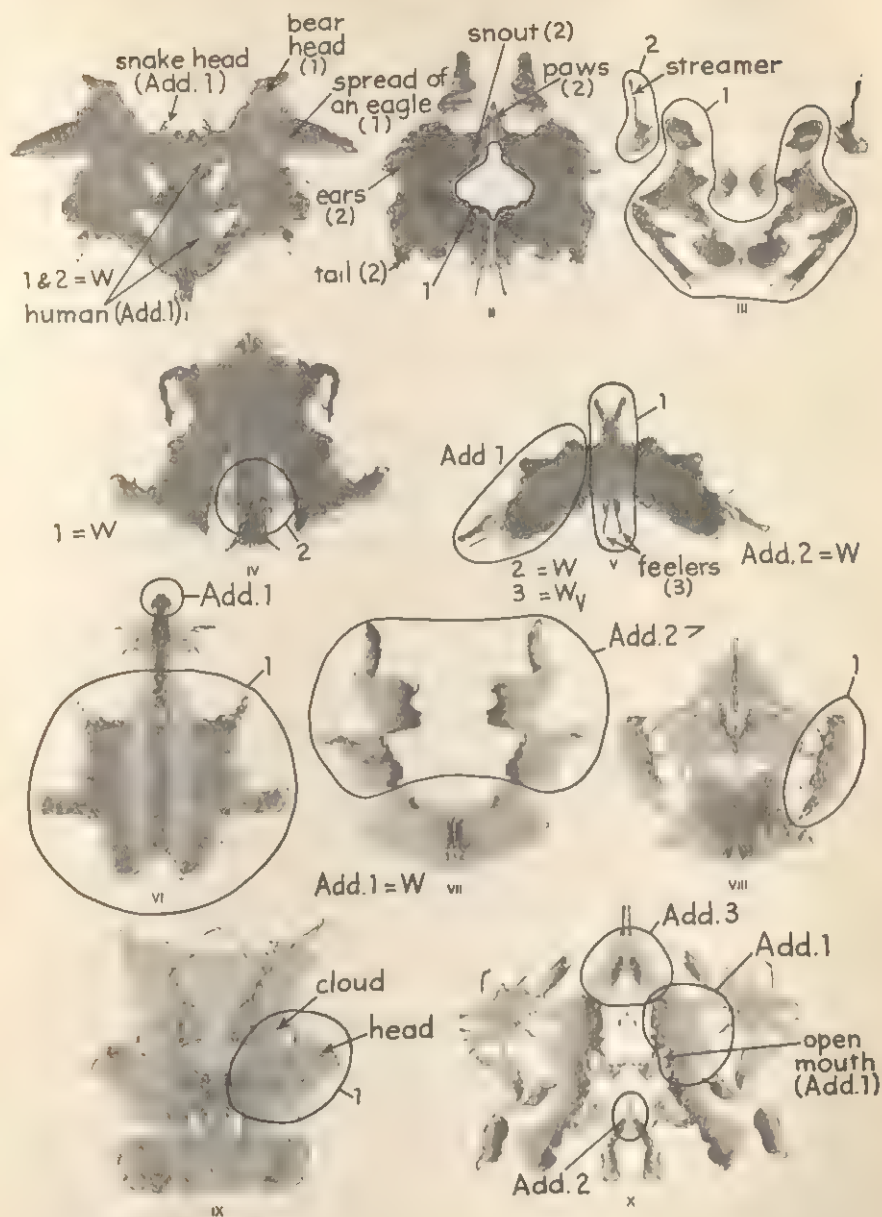 snake head
(Add.1)
bear
head
(1)
spread of
an eagle
(1)
1 & 2 = W
human (Add.1)
I
snout (2)
paws
(2)
ears
(2)
tail (2)
1
II
2
streamer
1
III
1 = W
2
IV
Add 1
1
2 = W
3 = Wv
V
feelers
(3)
Add. 2 = W
Add.1
1
VI
Add.2 >
Add.1 = W
VII
1
VIII
cloud
head
1
IX
Add.3
Add.1
open
mouth
(Add.1)
Add.2
X